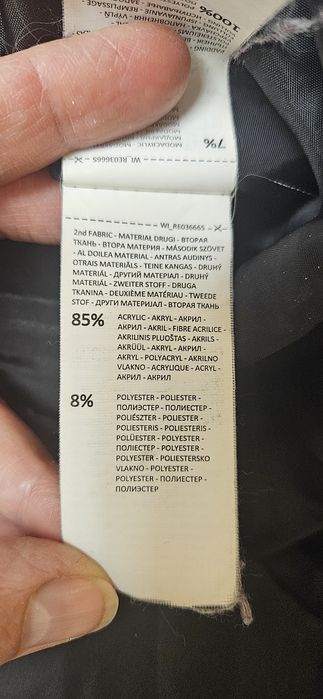 100%
7%
MODACRYLIC - МОДА
WI_RE036665
WI_RE036665
2nd FABRIC - MATERIAŁ DRUGI - ВТОРАЯ
ТКАНЬ - ВТОРА МАТЕРИЯ - MÁSODIK SZÖVET
- AL DOILEA MATERIAL - ANTRAS AUDINYS -
OTRAIS MATERIĀLS - TEINE KANGAS - DRUHÝ
MATERIÁL - ДРУГИЙ МАТЕРІАЛ - DRUHÝ
MATERIÁL - ZWEITER STOFF - DRUGA
TKANINA - DEUXIÈME MATÉRIAU - TWEEDE
STOF - ДРУГИ МАТЕРИЈАЛ - ВТОРАЯ ТКАНЬ
85% ACRYLIC - AKRYL - АКРИЛ -
АКРИЛ - AKRIL - FIBRE ACRILICE -
AKRILINIS PLUOŠTAS - AKRILS -
AKRÜÜL - AKRYL - АКРИЛ -
AKRYL - POLYACRYL - AKRILNO
VLAKNO - ACRYLIQUE - ACRYL -
АКРИЛ - АКРИЛ
8% POLYESTER - POLIESTER -
ПОЛИЭСТЕР - ПОЛИЕСТЕР -
POLIÉSZTER - POLIESTER -
POLIESTERIS - POLIESTERIS -
POLÜESTER - POLYESTER -
ПОЛІЕСТЕР - POLYESTER -
POLYESTER - POLIESTERSKO
VLAKNO - POLYESTER -
POLYESTER - ПОЛИЕСТЕР -
ПОЛИЭСТЕР